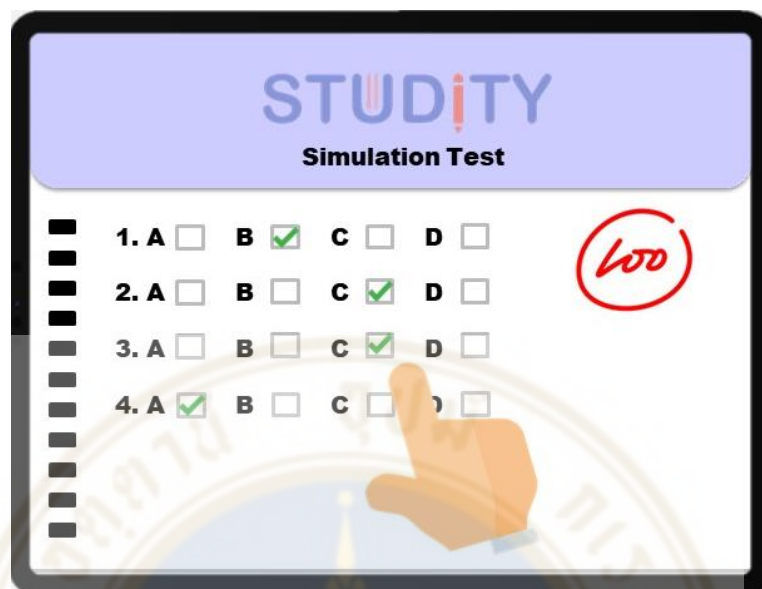 STUDiTY
Simulation Test
1. A B C D
100
2. A B C D
3. A B C D
4. A B C D